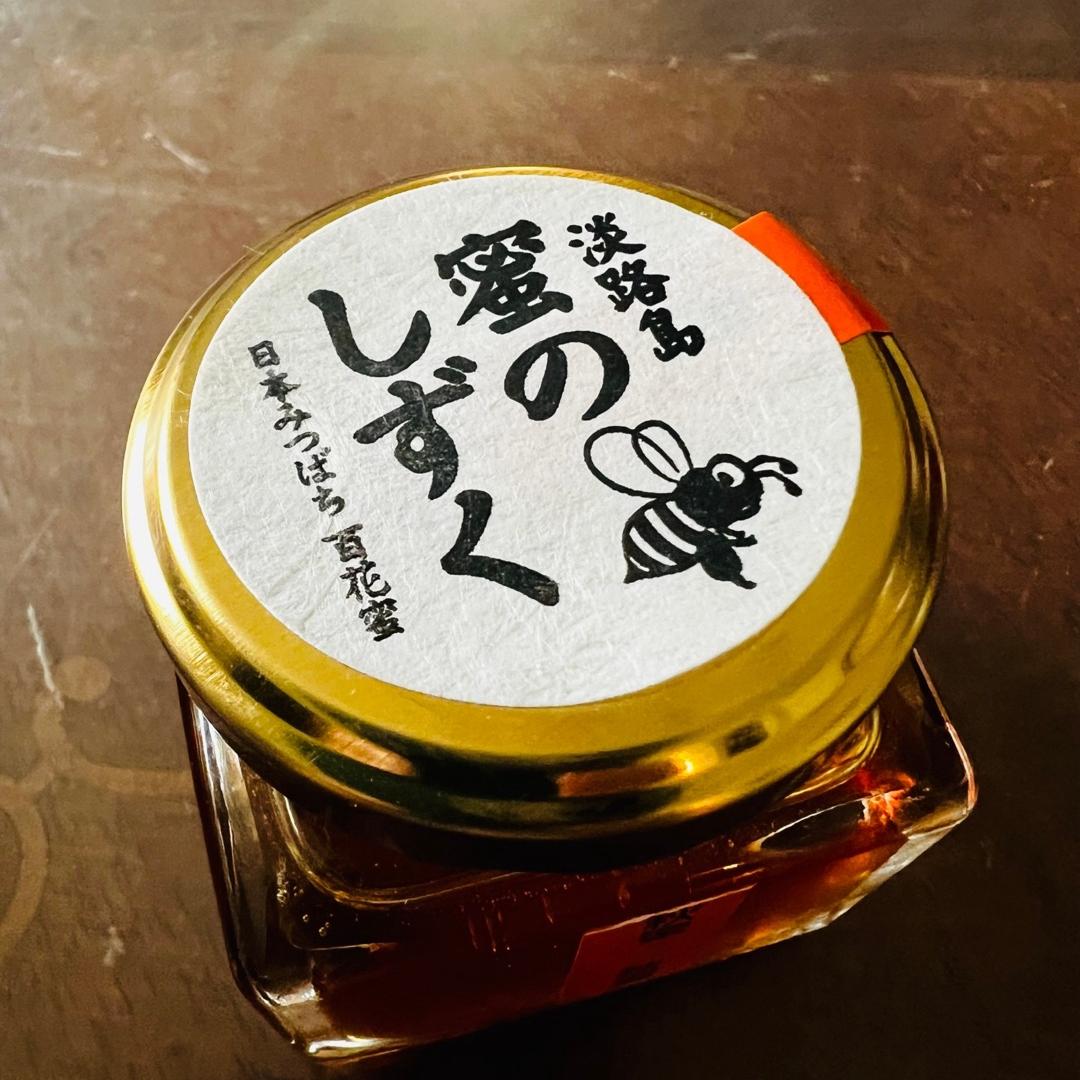 淡路島
蜜の
しずく
日本みつばち 百花蜜